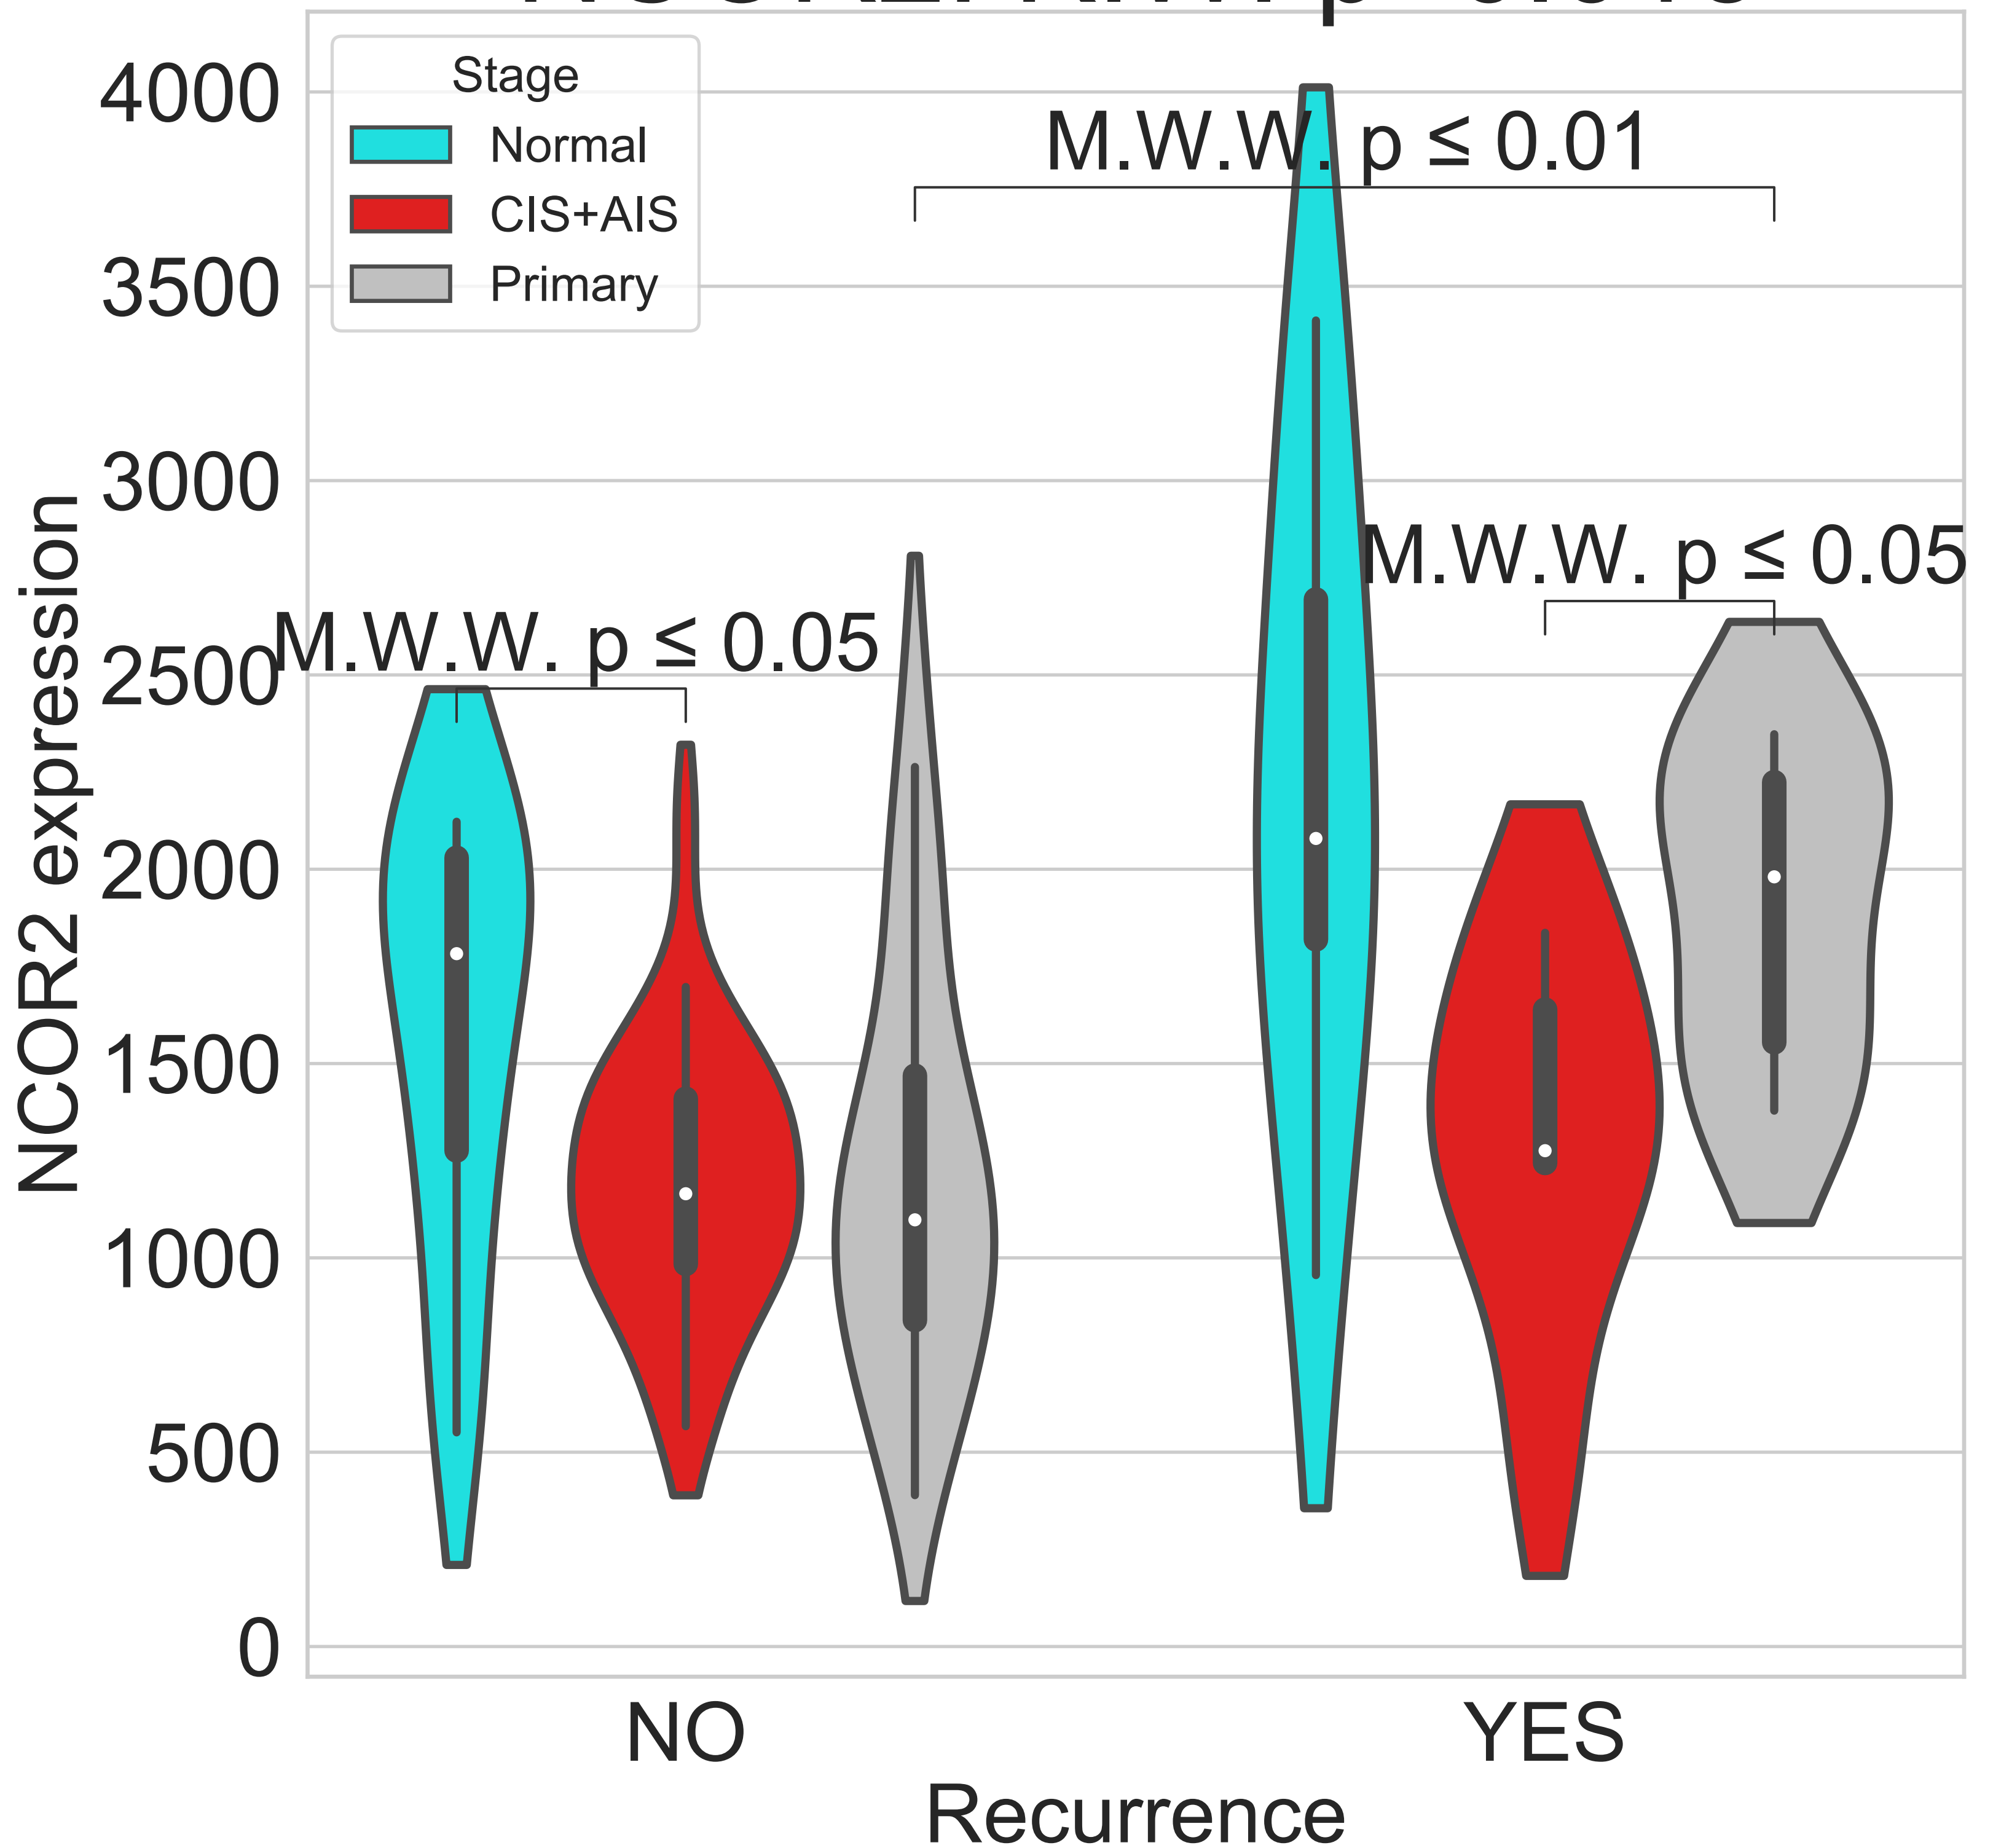 Stage
Normal
CIS+AIS
Primary
M.W.W. p ≤ 0.01
M.W.W. p ≤ 0.05
M.W.W. p ≤ 0.05
4000
3500
3000
2500
2000
1500
1000
500
0
NCOR2 expression
NO
YES
Recurrence